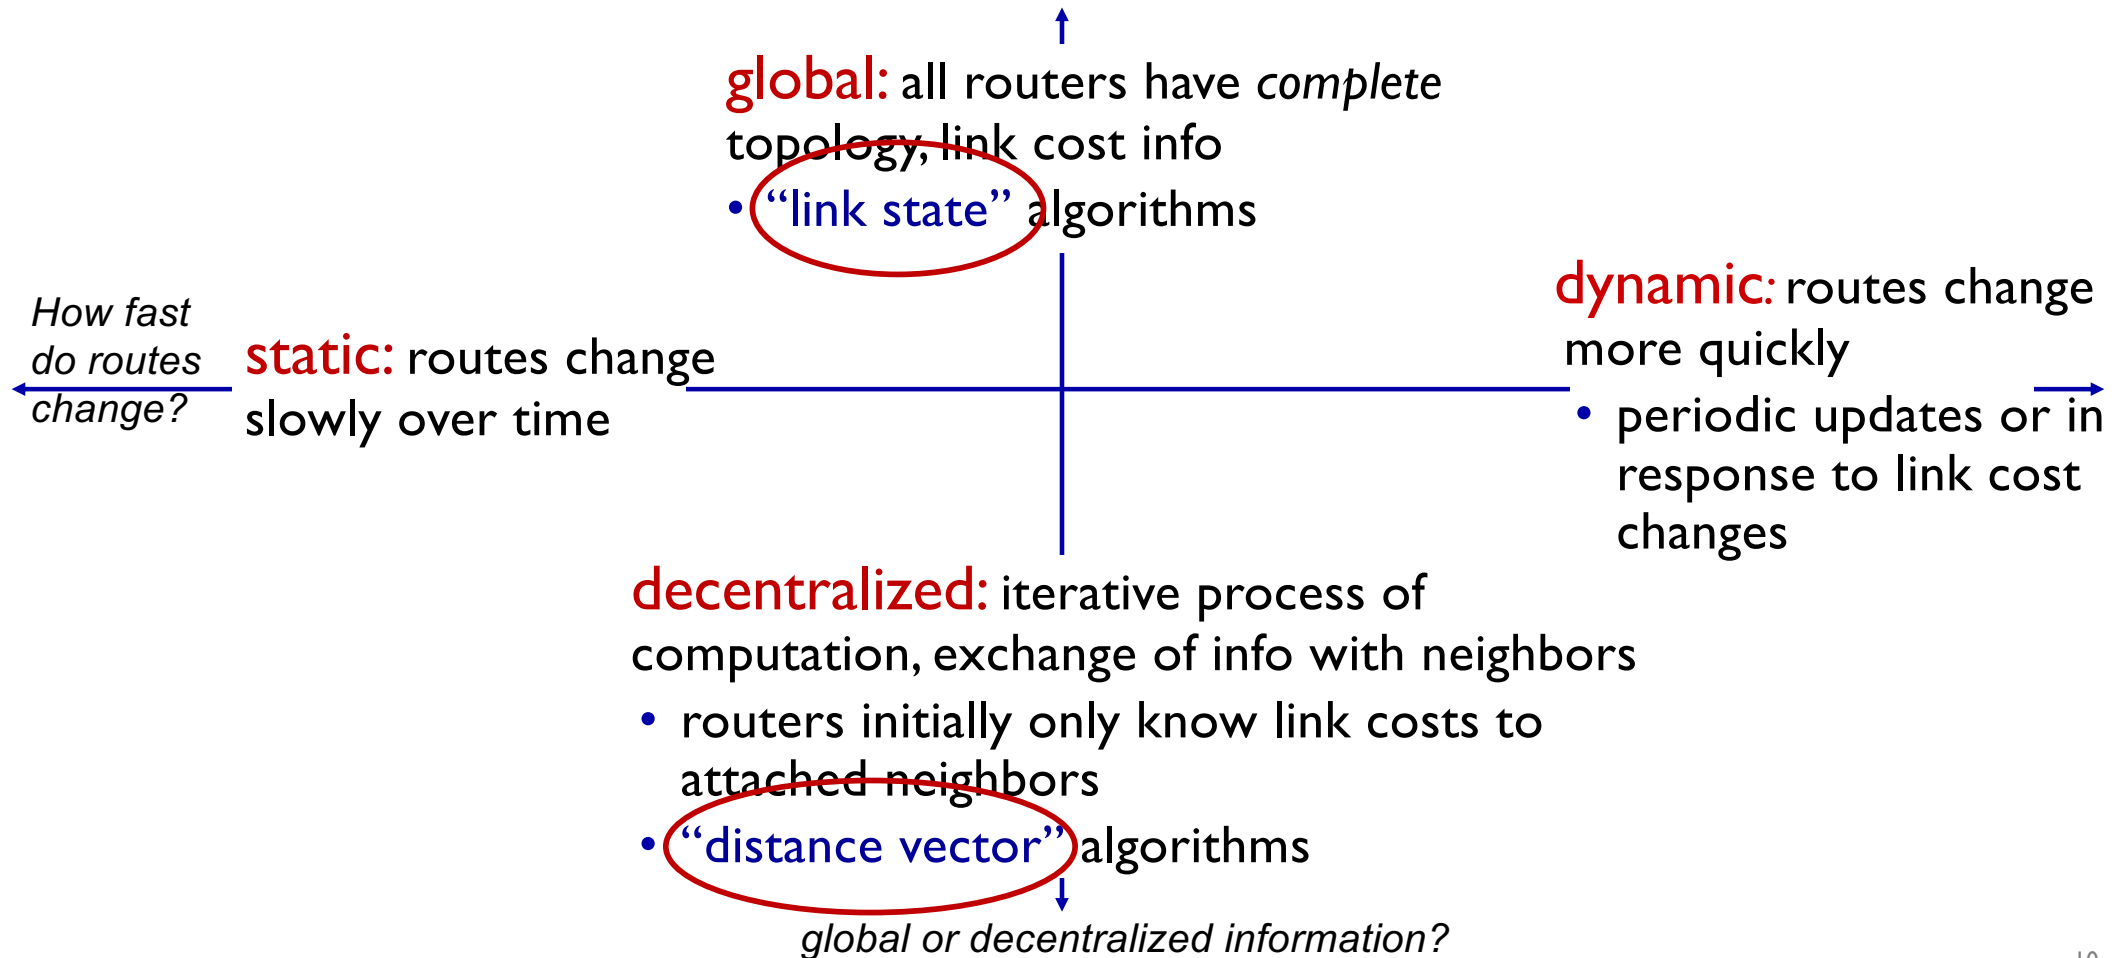 global: all routers have complete
topology, link cost info
• “link state” algorithms
How fast
do routes
change?
static: routes change
slowly over time
dynamic: routes change
more quickly
• periodic updates or in
response to link cost
changes
decentralized: iterative process of
computation, exchange of info with neighbors
• routers initially only know link costs to
attached neighbors
• “distance vector” algorithms
global or decentralized information?